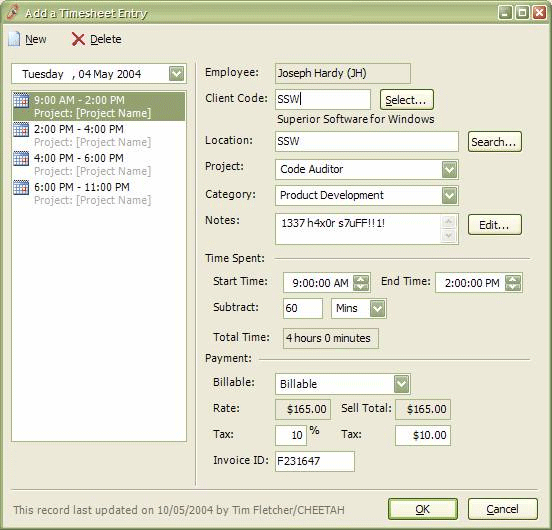 Add a Timesheet Entry
New Delete
Tuesday , 04 May 2004
9:00 AM - 2:00 PM
Project: [Project Name]
2:00 PM - 4:00 PM
Project: [Project Name]
4:00 PM - 6:00 PM
Project: [Project Name]
6:00 PM - 11:00 PM
Project: [Project Name]
Employee: Joseph Hardy (JH)
Client Code: SSW Select...
Superior Software for Windows
Location: SSW Search...
Project: Code Auditor
Category: Product Development
Notes: 1337 h4x0r s7uFF!!1! Edit...
Time Spent:
Start Time: 9:00:00 AM End Time: 2:00:00 PM
Subtract: 60 Mins
Total Time: 4 hours 0 minutes
Payment:
Billable: Billable
Rate: $165.00 Sell Total: $165.00
Tax: 10 % Tax: $10.00
Invoice ID: F231647
This record last updated on 10/05/2004 by Tim Fletcher/CHEETAH
OK Cancel